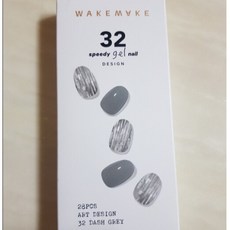 WAKEMAKE
32
speedy gel nail
DESIGN
28PCS
ART DESIGN
32 DASH GREY